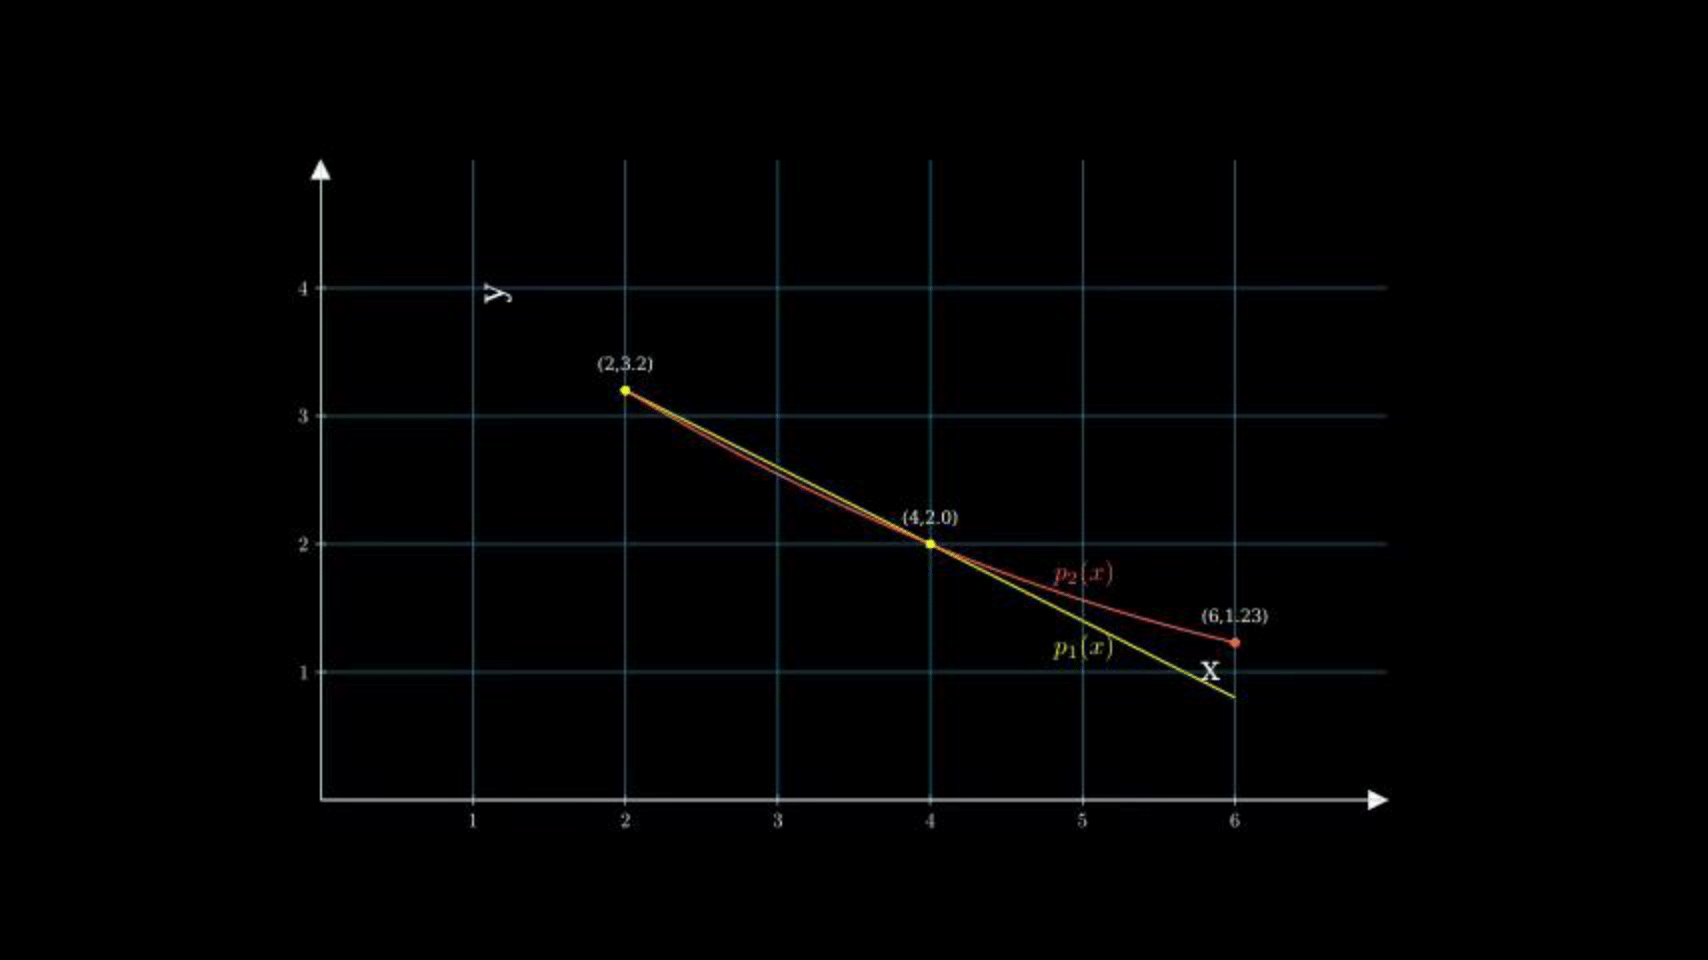 4
y
(2,3.2)
3
(4,2.0)
2
p₂(x)
(6,1.23)
p₁(x)
x
1
1 2 3 4 5 6